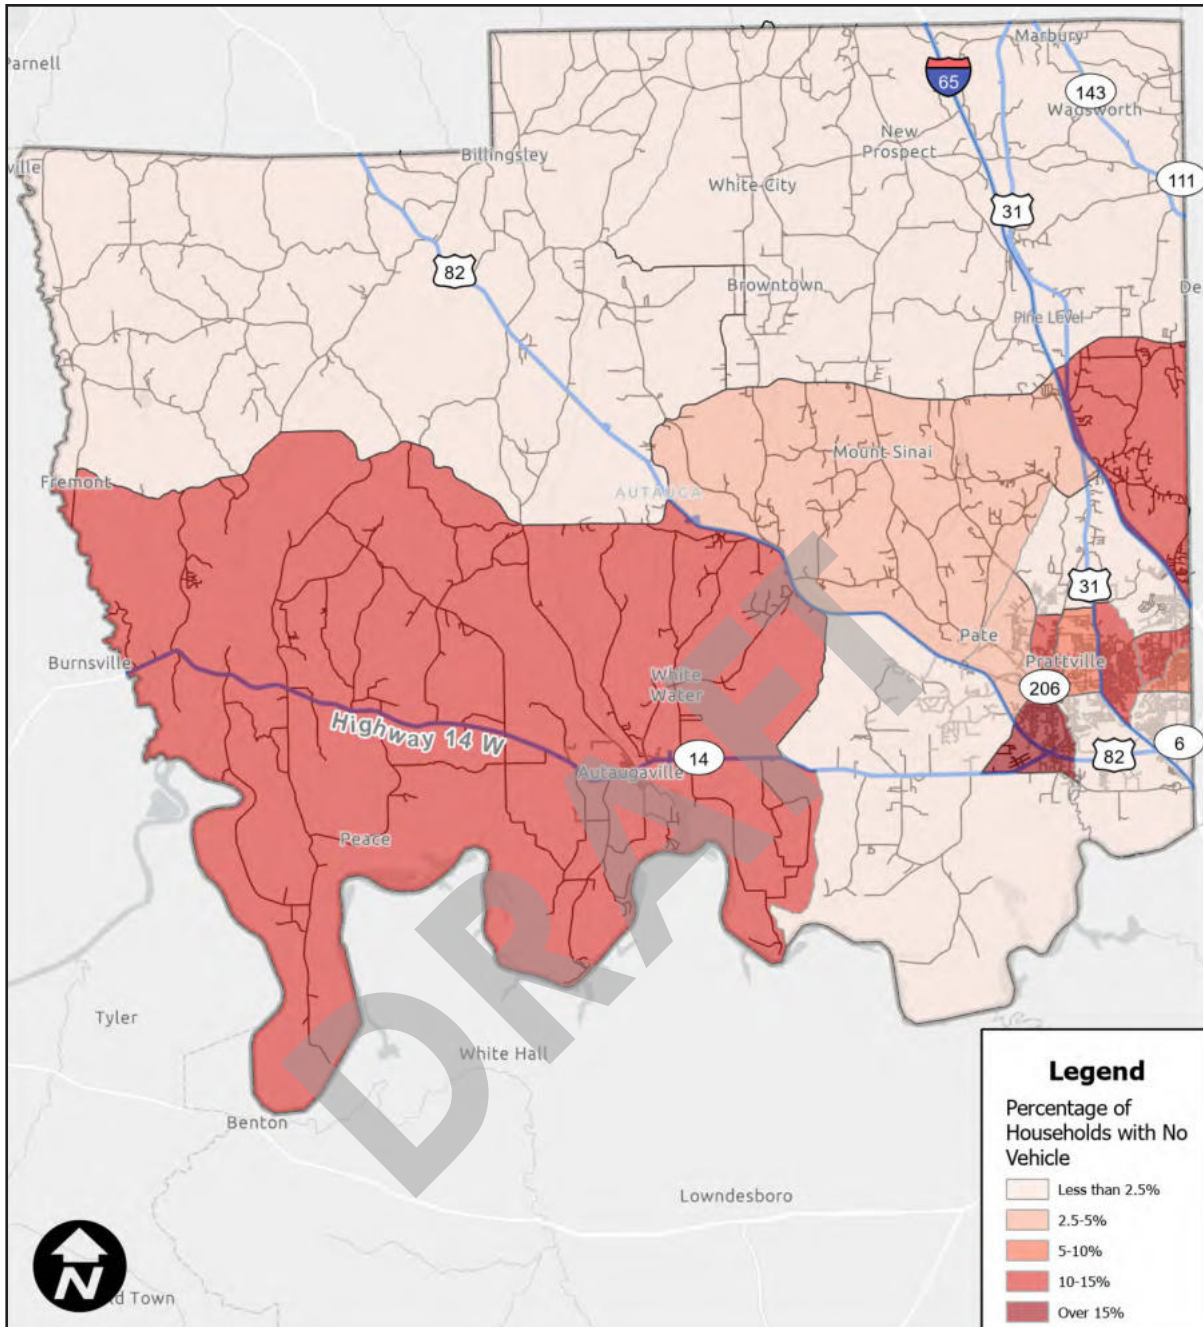 Marbury
Parnell
65
143
Wadsworth
New
Prospect
Billingsley
ville
White City
111
31
82
Browntown
De
Pine Level
Mount Sinai
Fremont
AUTAUGA
31
Pate
Burnsville
Prattville
White
Water
206
Highway 14 W
14
82
6
Autaugaville
Peace
DRAFT
Tyler
White Hall
Benton
Lowndesboro
N
d Town
Legend
Percentage of
Households with No
Vehicle
Less than 2.5%
2.5-5%
5-10%
10-15%
Over 15%